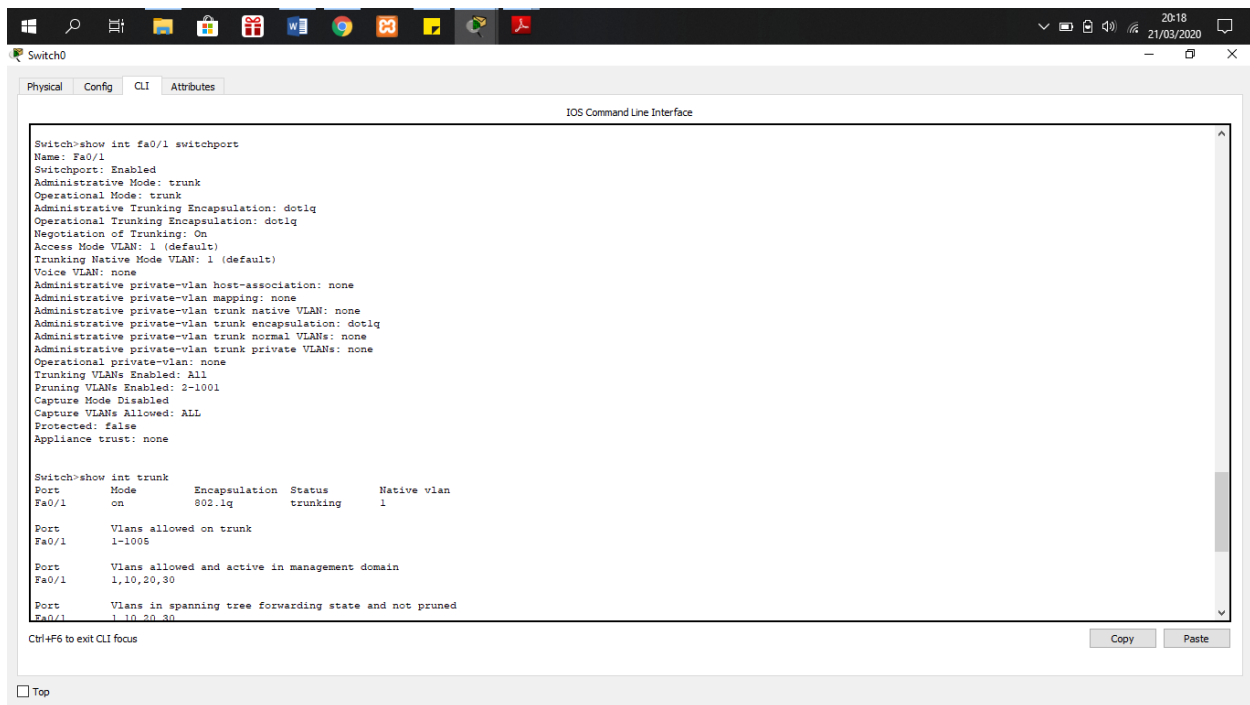 20:18
21/03/2020
Switch0
Physical Config CLI Attributes
IOS Command Line Interface
Switch>show int fa0/1 switchport
Name: Fa0/1
Switchport: Enabled
Administrative Mode: trunk
Operational Mode: trunk
Administrative Trunking Encapsulation: dot1q
Operational Trunking Encapsulation: dot1q
Negotiation of Trunking: On
Access Mode VLAN: 1 (default)
Trunking Native Mode VLAN: 1 (default)
Voice VLAN: none
Administrative private-vlan host-association: none
Administrative private-vlan mapping: none
Administrative private-vlan trunk native VLAN: none
Administrative private-vlan trunk encapsulation: dot1q
Administrative private-vlan trunk normal VLANs: none
Administrative private-vlan trunk private VLANs: none
Operational private-vlan: none
Trunking VLANs Enabled: All
Pruning VLANs Enabled: 2-1001
Capture Mode Disabled
Capture VLANs Allowed: ALL
Protected: false
Appliance trust: none
Switch>show int trunk
Port Mode Encapsulation Status Native vlan
Fa0/1 on 802.1q trunking 1
Port Vlans allowed on trunk
Fa0/1 1-1005
Port Vlans allowed and active in management domain
Fa0/1 1,10,20,30
Port Vlans in spanning tree forwarding state and not pruned
Fa0/1 1,10,20,30
Ctrl+F6 to exit CLI focus
Copy Paste
Top